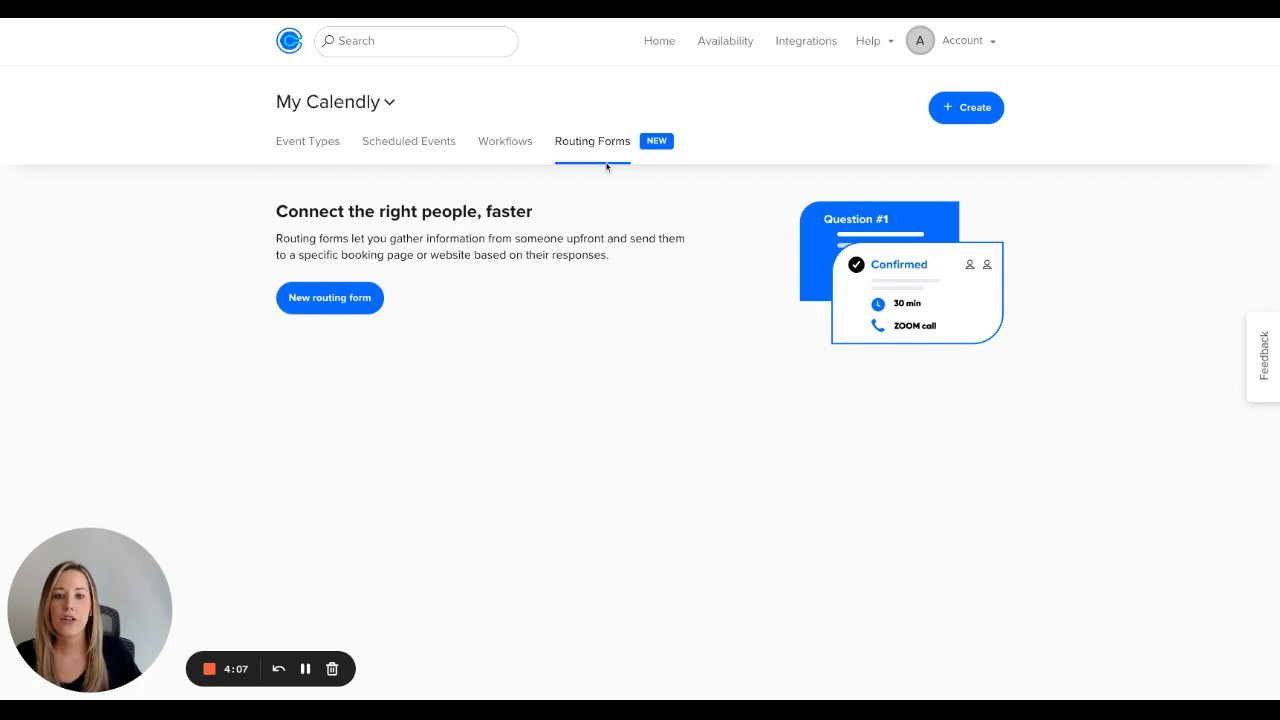 Search
Home
Availability
Integrations
Help
A
Account
My Calendly
+ Create
Event Types
Scheduled Events
Workflows
Routing Forms
NEW
Connect the right people, faster
Routing forms let you gather information from someone upfront and send them
to a specific booking page or website based on their responses.
New routing form
Question #1
Confirmed
30 min
ZOOM call
Feedback
4:07